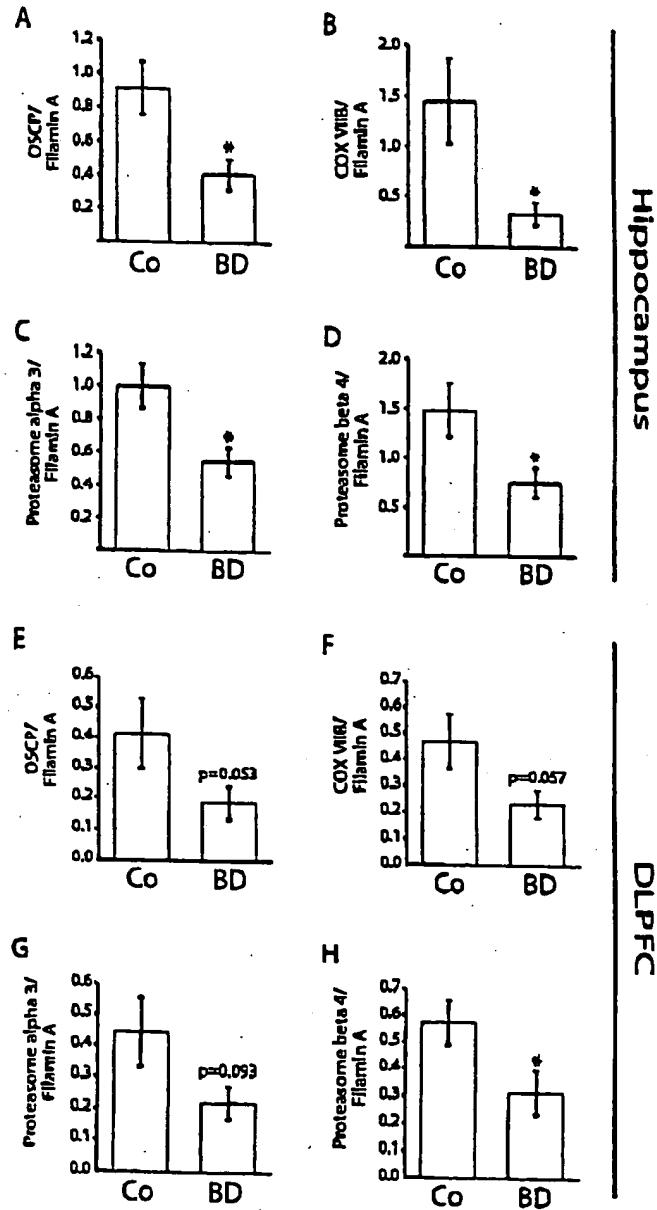 A
OSCP/
Filamin A
1.2
1.0
0.8
0.6
0.4
0.2
*
Co BD
B
COX VIIB/
Filamin A
2.0
1.5
1.0
0.5
*
Co BD
C
Proteasome alpha 3/
Filamin A
1.2
1.0
0.8
0.6
0.4
0.2
*
Co BD
D
Proteasome beta 4/
Filamin A
2.0
1.5
1.0
0.5
*
Co BD
Hippocampus
E
OSCP/
Filamin A
0.6
0.5
0.4
0.3
0.2
0.1
0.0
p=0.053
Co BD
F
COX VIIB/
Filamin A
0.7
0.6
0.5
0.4
0.3
0.2
0.1
0.0
p=0.057
Co BD
G
Proteasome alpha 3/
Filamin A
0.6
0.5
0.4
0.3
0.2
0.1
0.0
p=0.093
Co BD
H
Proteasome beta 4/
Filamin A
0.7
0.6
0.5
0.4
0.3
0.2
0.1
0.0
*
Co BD
DLPFC